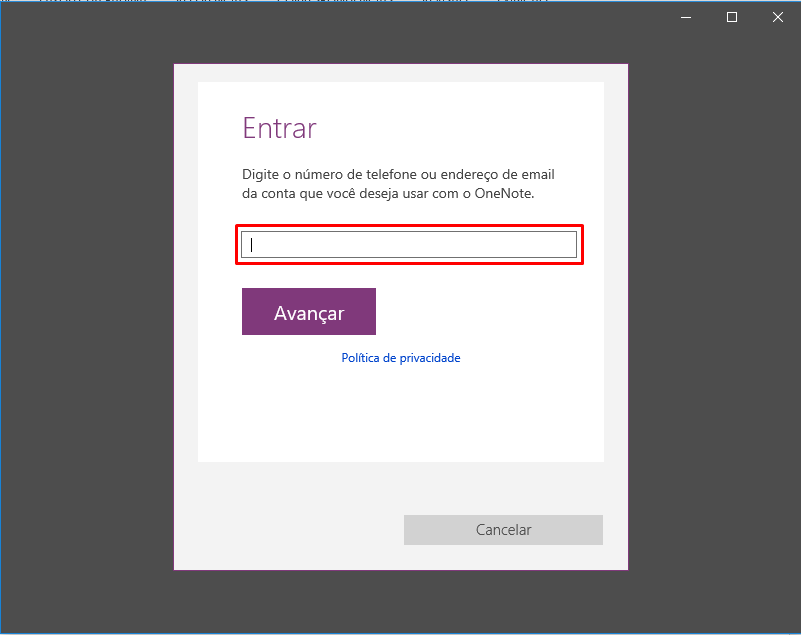 Entrar
Digite o número de telefone ou endereço de email
da conta que você deseja usar com o OneNote.
Avançar
Política de privacidade
Cancelar